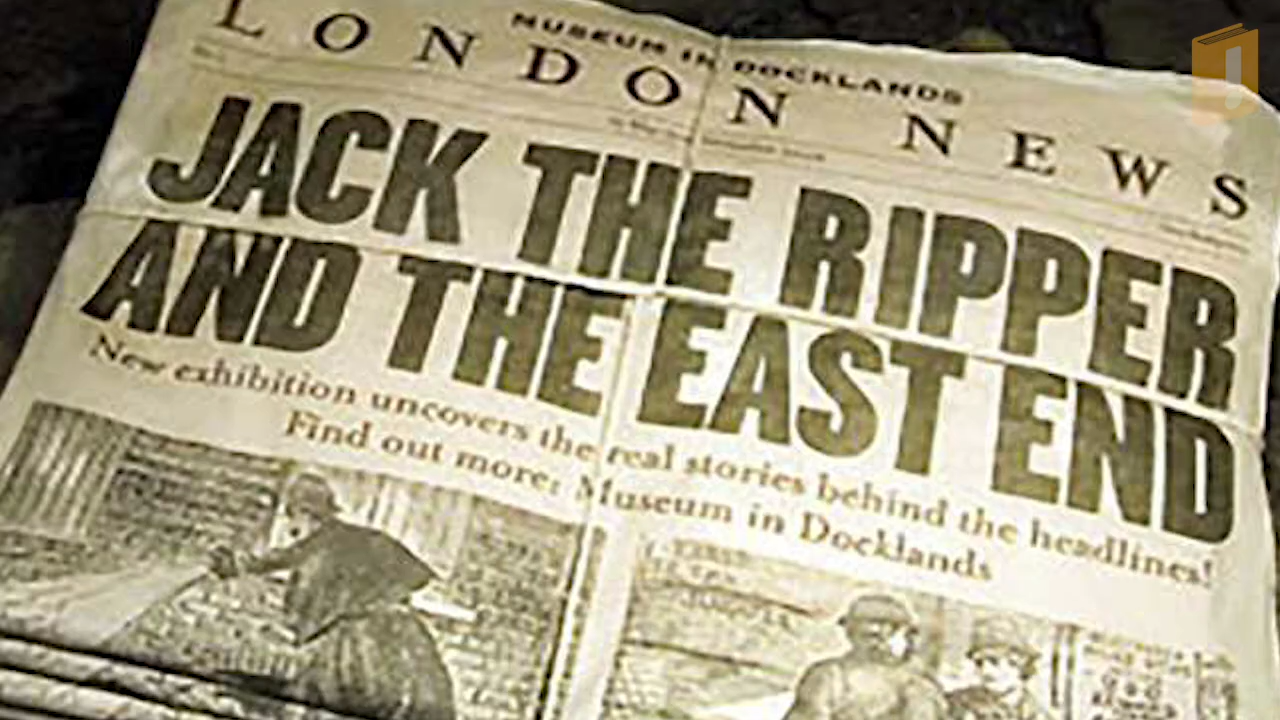 MUSEUM IN DOCKLANDS
LONDON NEWS
JACK THE RIPPER
AND THE EAST END
New exhibition uncovers the real stories behind the headlines!
Find out more: Museum in Docklands
J